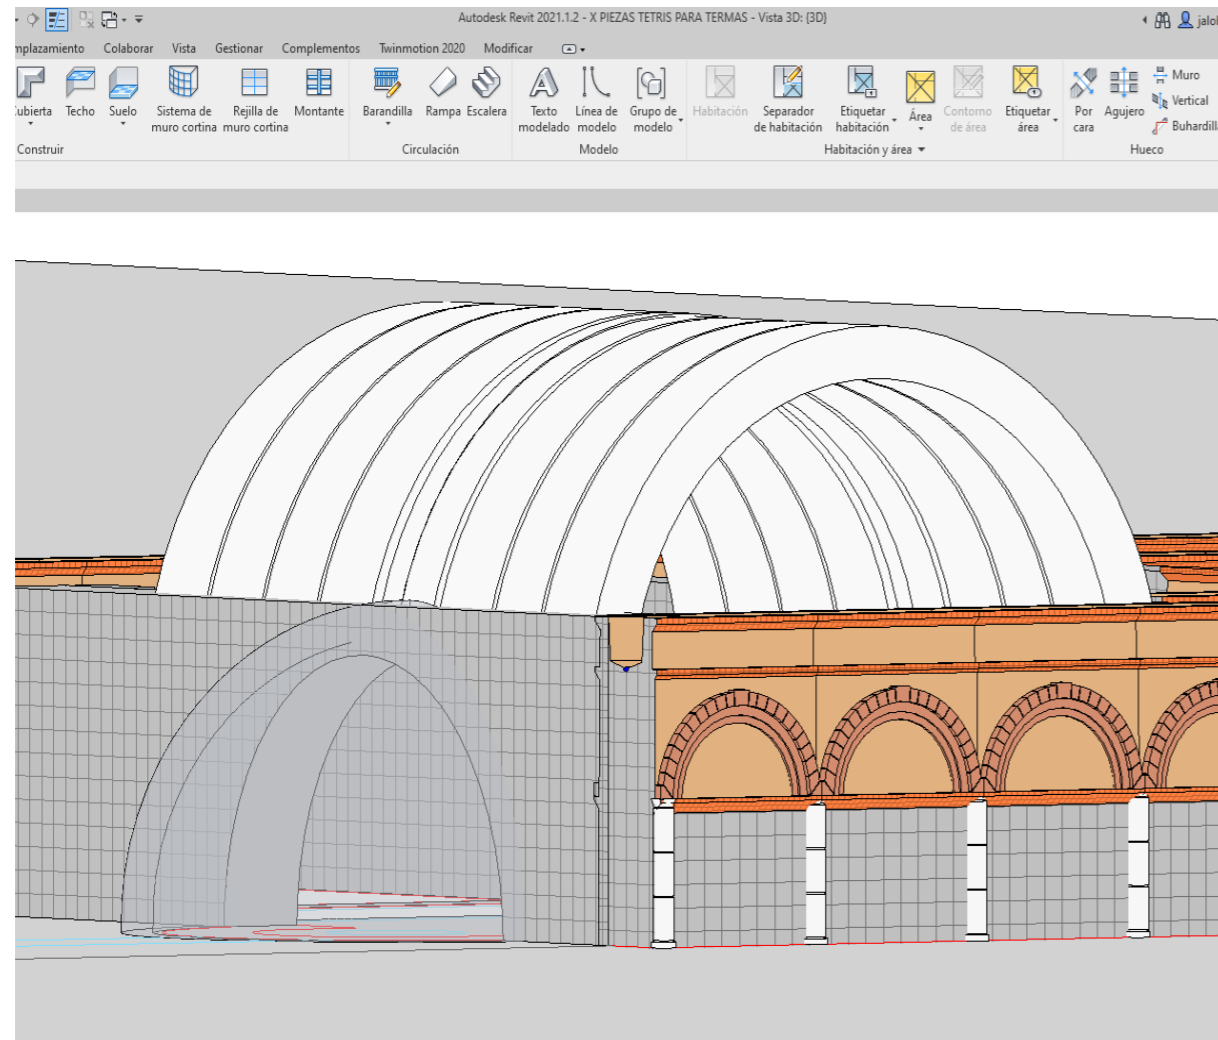 Autodesk Revit 2021.1.2 - X PIEZAS TETRIS PARA TERMAS - Vista 3D: {3D}
jalo
mplazamiento Colaborar Vista Gestionar Complementos Twinmotion 2020 Modificar
ubierta Techo Suelo Sistema de muro cortina Rejilla de muro cortina Montante
Barandilla Rampa Escalera
Texto modelado Línea de modelo Grupo de modelo
Habitación Separador de habitación Etiquetar habitación Área Contorno de área Etiquetar área
Por cara Agujero
Muro
Vertical
Buhardill
Construir Circulación Modelo Habitación y área Hueco